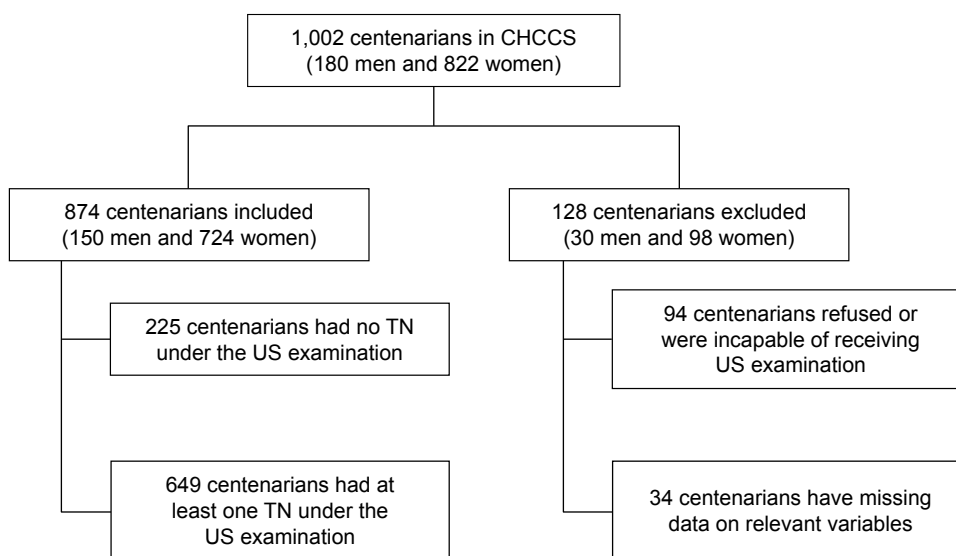 1,002 centenarians in CHCCS
(180 men and 822 women)
874 centenarians included
(150 men and 724 women)
128 centenarians excluded
(30 men and 98 women)
225 centenarians had no TN
under the US examination
94 centenarians refused or
were incapable of receiving
US examination
649 centenarians had at
least one TN under the
US examination
34 centenarians have missing
data on relevant variables